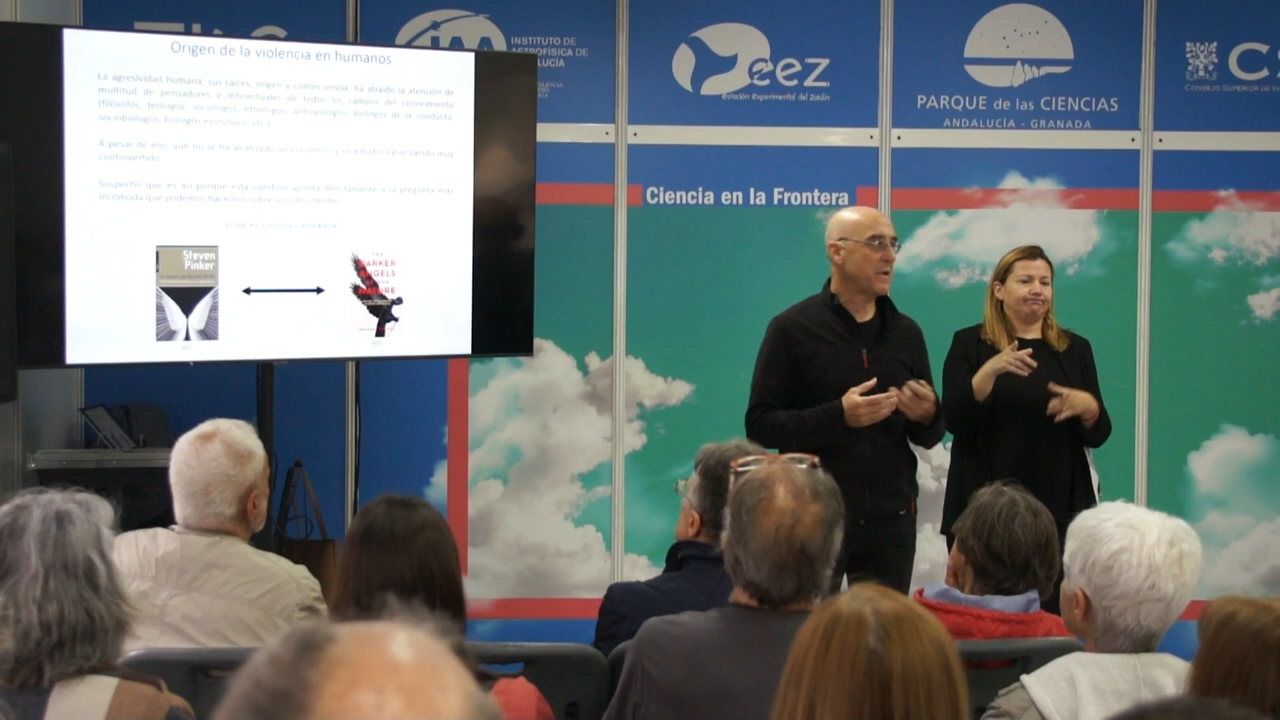 Origen de la violencia en humanos
La agresividad humana, sus raíces, origen y consecuencia, ha atraído la atención de
multitud de pensadores e intelectuales de todos los campos del conocimiento
(filósofos, teólogos, sociólogos, etnólogos, antropólogos, biólogos de la conducta,
sociobiólogos, biólogos evolutivos, etc.)
A pesar de ello, aún no se ha alcanzado un consenso y su estudio sigue siendo muy
controvertido.
Sospecho que es así porque esta cuestión apunta directamente a la pregunta más
incómoda que podemos hacernos sobre nosotros mismos:
¿Cuál es nuestra naturaleza?
Steven
Pinker
THE
DARKER
ANGELS
NATURE
INSTITUTO DE
ASTROFÍSICA DE
eez
Estación Experimental del Zaidín
PARQUE de las CIENCIAS
ANDALUCÍA - GRANADA
CONSEJO SUPERIOR DE
Ciencia en la Frontera